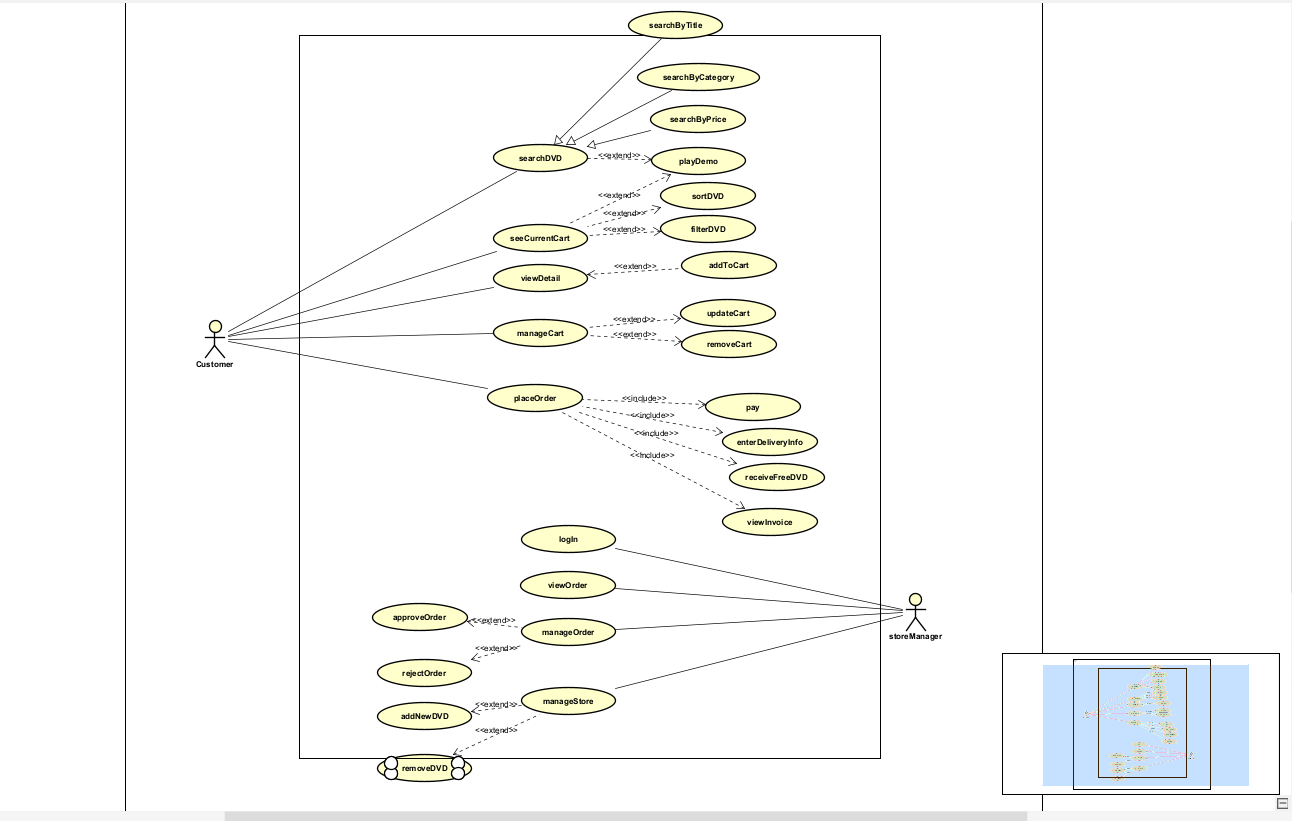 searchByTitle
searchByCategory
searchByPrice
searchDVD
<<extend>>
playDemo
<<extend>>
sortDVD
<<extend>>
seeCurrentCart
<<extend>>
filterDVD
viewDetail
<<extend>>
addToCart
manageCart
<<extend>>
updateCart
<<extend>>
removeCart
Customer
placeOrder
<<include>>
pay
<<include>>
enterDeliveryInfo
<<include>>
receiveFreeDVD
<<include>>
viewInvoice
logIn
viewOrder
approveOrder
<<extend>>
manageOrder
storeManager
<<extend>>
rejectOrder
manageStore
<<extend>>
addNewDVD
<<extend>>
removeDVD